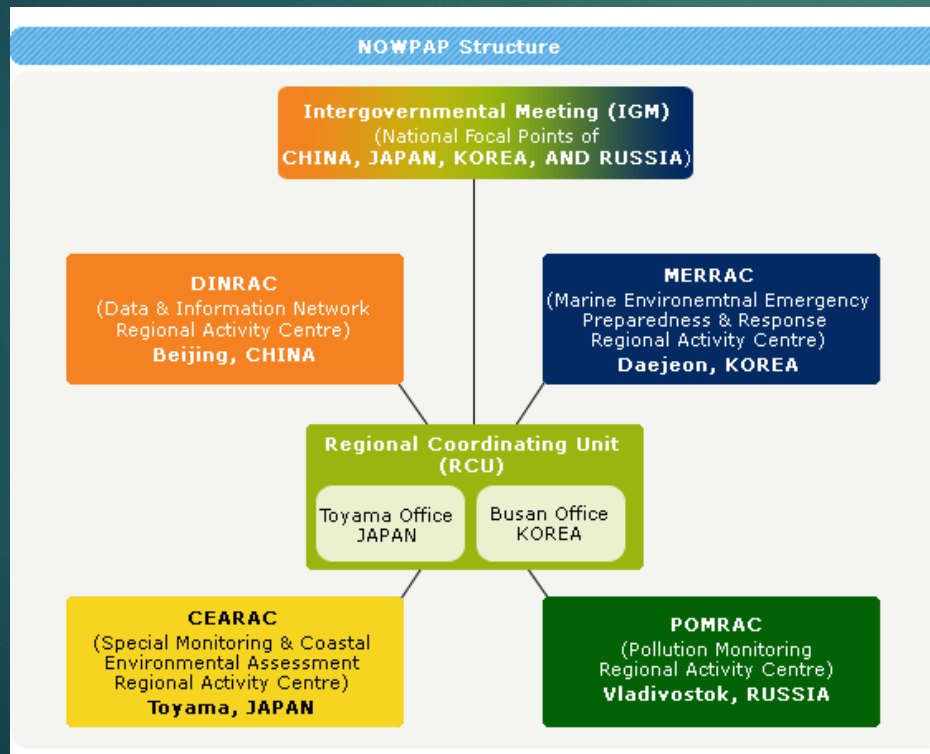 NOWPAP Structure
Intergovernmental Meeting (IGM)
(National Focal Points of
CHINA, JAPAN, KOREA, AND RUSSIA)
DINRAC
(Data & Information Network
Regional Activity Centre)
Beijing, CHINA
MERRAC
(Marine Environemtnal Emergency
Preparedness & Response
Regional Activity Centre)
Daejeon, KOREA
Regional Coordinating Unit
(RCU)
Toyama Office
JAPAN
Busan Office
KOREA
CEARAC
(Special Monitoring & Coastal
Environmental Assessment
Regional Activity Centre)
Toyama, JAPAN
POMRAC
(Pollution Monitoring
Regional Activity Centre)
Vladivostok, RUSSIA